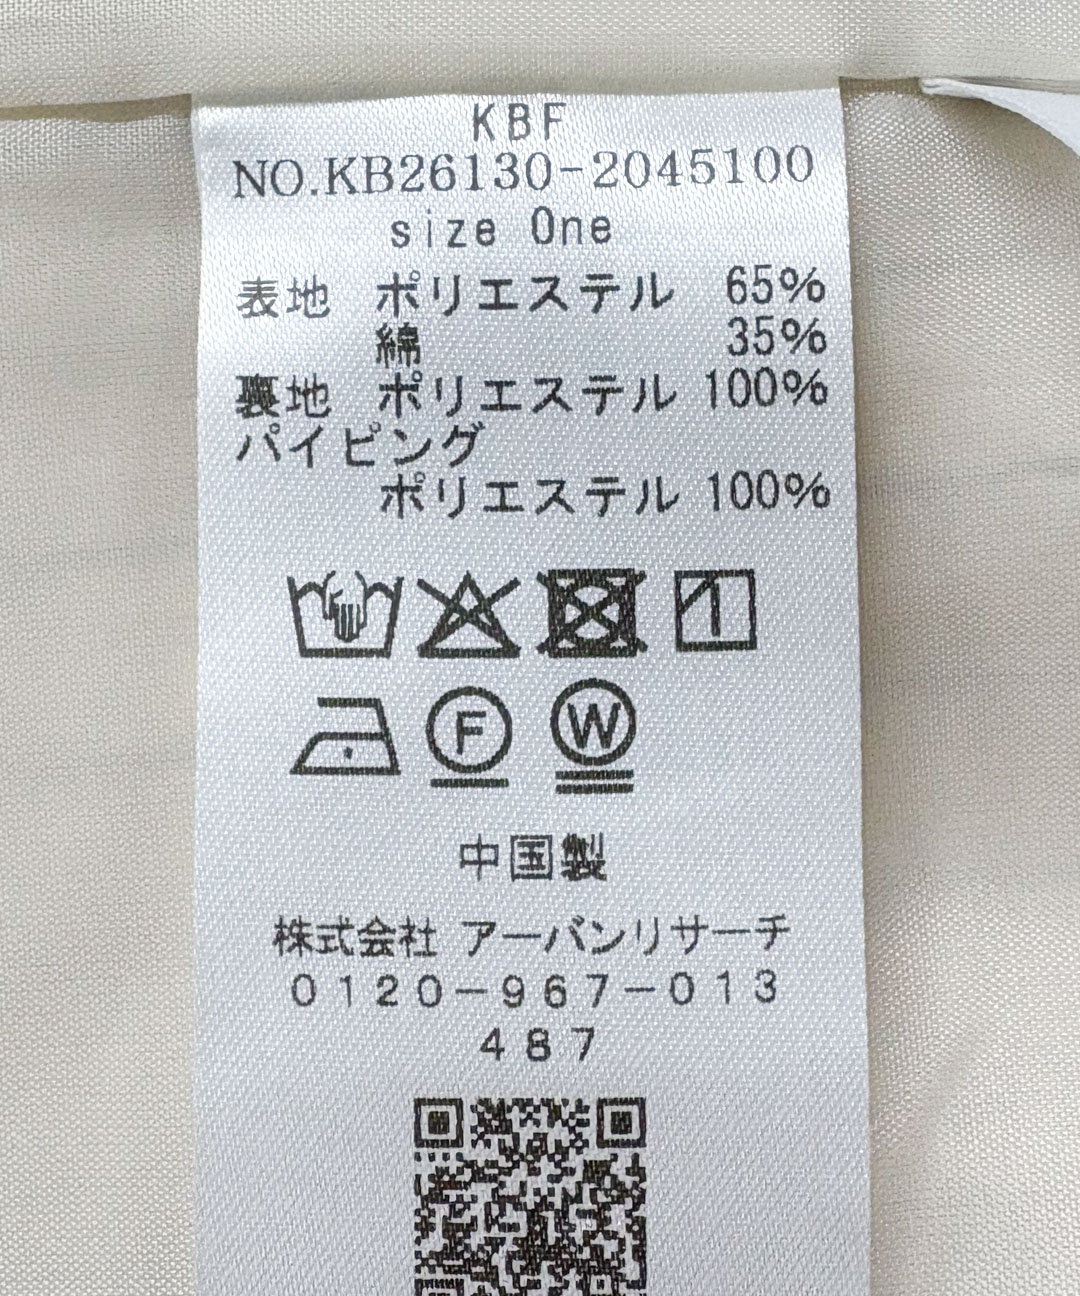 KBF
NO.KB26130-2045100
size One
表地 ポリエステル 65%
綿 35%
裏地 ポリエステル 100%
パイピング
ポリエステル 100%
F W
中国製
株式会社 アーバンリサーチ
0120-967-013
487